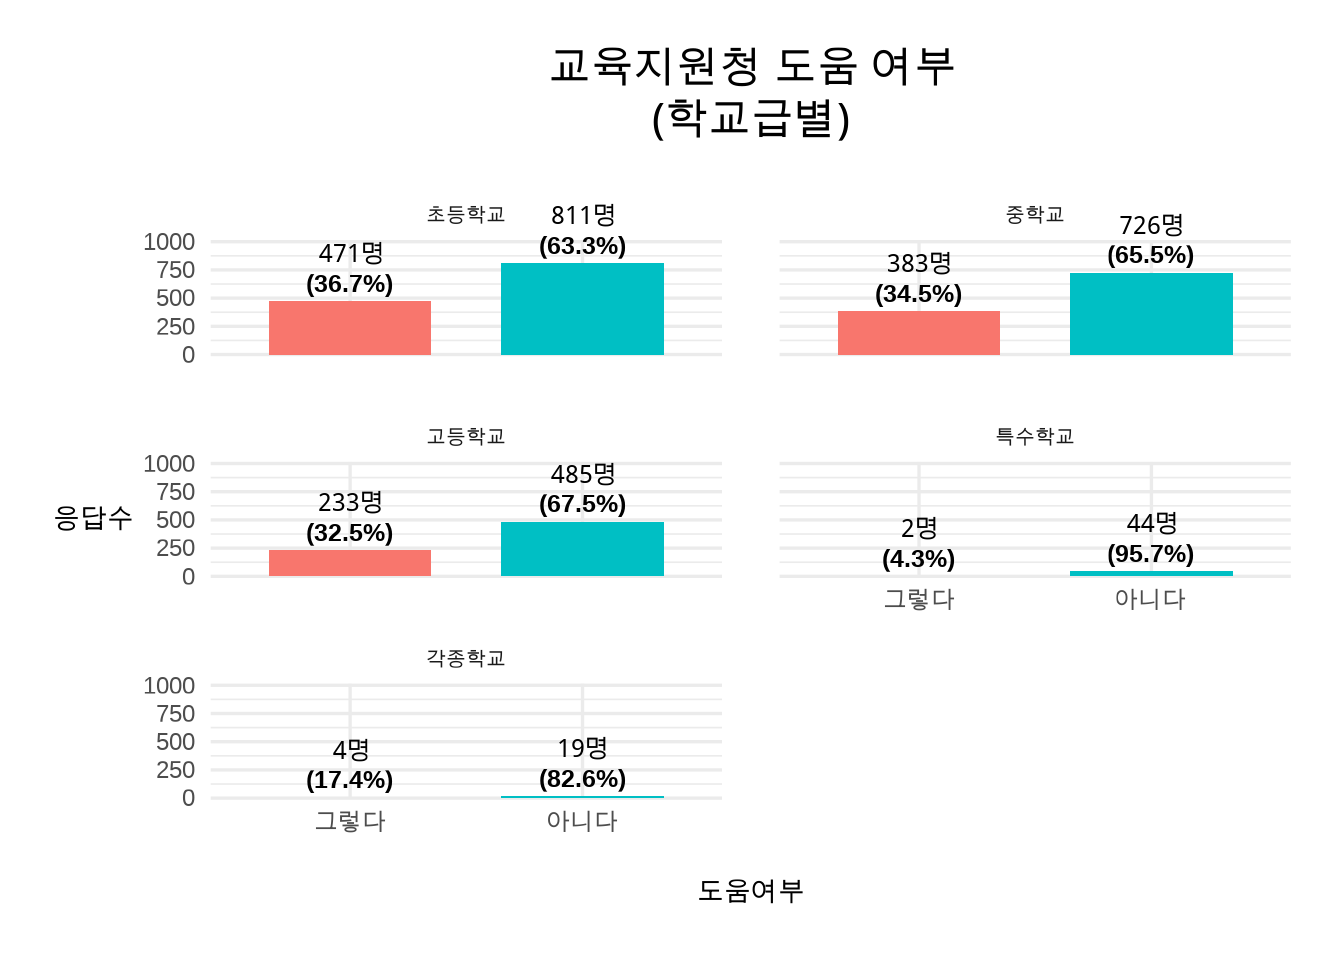 교육지원청 도움 여부
(학교급별)
초등학교
1000
750
500
250
0
471명
(36.7%)
811명
(63.3%)
중학교
383명
(34.5%)
726명
(65.5%)
고등학교
1000
750
500
250
0
233명
(32.5%)
485명
(67.5%)
특수학교
2명
(4.3%)
44명
(95.7%)
그렇다
아니다
응답수
각종학교
1000
750
500
250
0
4명
(17.4%)
19명
(82.6%)
그렇다
아니다
도움여부